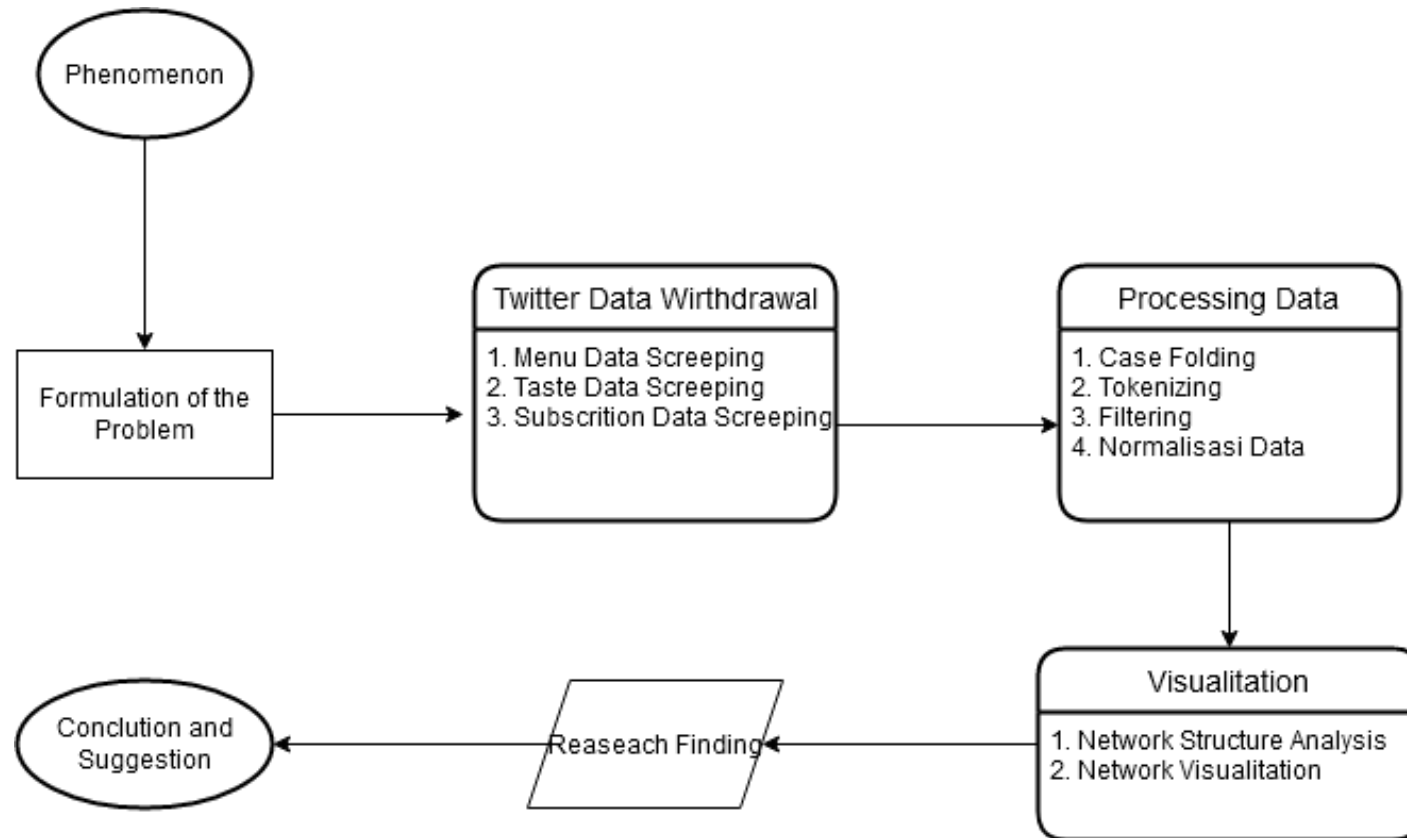 Phenomenon
Formulation of the
Problem
Twitter Data Wirthdrawal
1. Menu Data Screeping
2. Taste Data Screeping
3. Subscrition Data Screeping
Processing Data
1. Case Folding
2. Tokenizing
3. Filtering
4. Normalisasi Data
Visualitation
1. Network Structure Analysis
2. Network Visualitation
Reaseach Finding
Conclution and
Suggestion